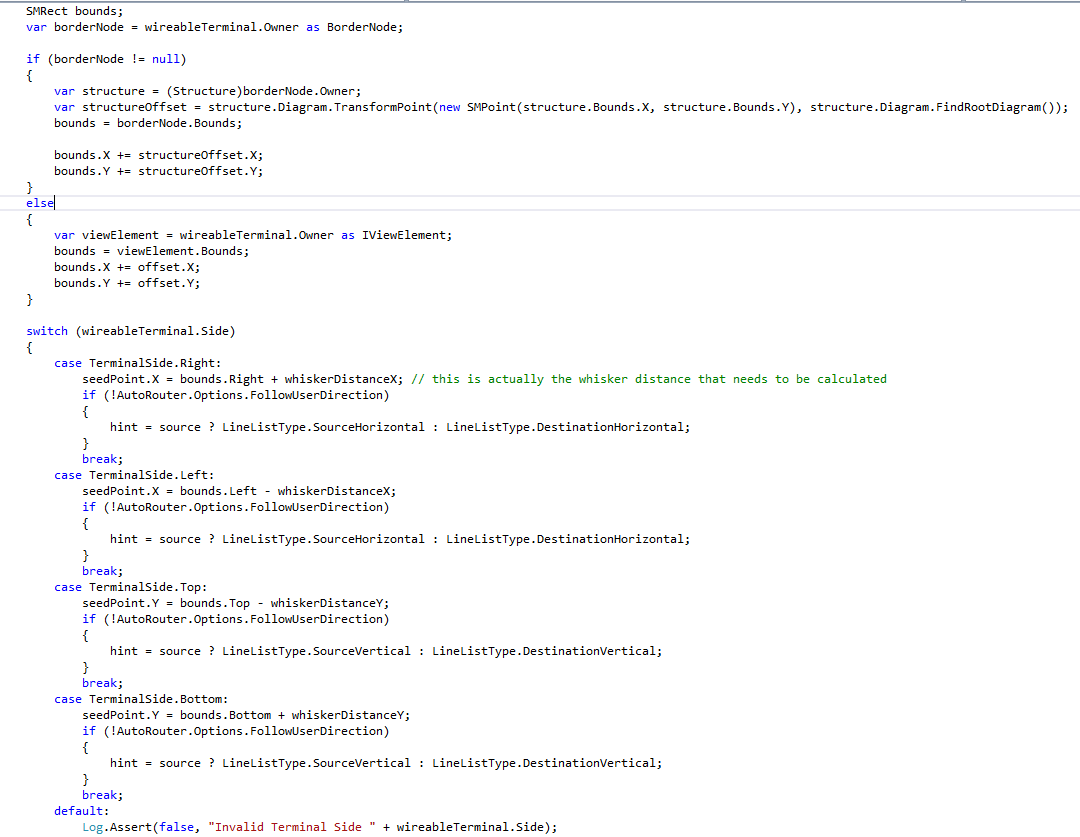 SMRect bounds;
var borderNode = wireableTerminal.Owner as BorderNode;
if (borderNode != null)
{
var structure = (Structure)borderNode.Owner;
var structureOffset = structure.Diagram.TransformPoint(new SMPoint(structure.Bounds.X, structure.Bounds.Y), structure.Diagram.FindRootDiagram());
bounds = borderNode.Bounds;
bounds.X += structureOffset.X;
bounds.Y += structureOffset.Y;
}
else
{
var viewElement = wireableTerminal.Owner as IViewElement;
bounds = viewElement.Bounds;
bounds.X += offset.X;
bounds.Y += offset.Y;
}
switch (wireableTerminal.Side)
{
case TerminalSide.Right:
seedPoint.X = bounds.Right + whiskerDistanceX; // this is actually the whisker distance that needs to be calculated
if (!AutoRouter.Options.FollowUserDirection)
{
hint = source ? LineListType.SourceHorizontal : LineListType.DestinationHorizontal;
}
break;
case TerminalSide.Left:
seedPoint.X = bounds.Left - whiskerDistanceX;
if (!AutoRouter.Options.FollowUserDirection)
{
hint = source ? LineListType.SourceHorizontal : LineListType.DestinationHorizontal;
}
break;
case TerminalSide.Top:
seedPoint.Y = bounds.Top - whiskerDistanceY;
if (!AutoRouter.Options.FollowUserDirection)
{
hint = source ? LineListType.SourceVertical : LineListType.DestinationVertical;
}
break;
case TerminalSide.Bottom:
seedPoint.Y = bounds.Bottom + whiskerDistanceY;
if (!AutoRouter.Options.FollowUserDirection)
{
hint = source ? LineListType.SourceVertical : LineListType.DestinationVertical;
}
break;
default:
Log.Assert(false, "Invalid Terminal Side " + wireableTerminal.Side);